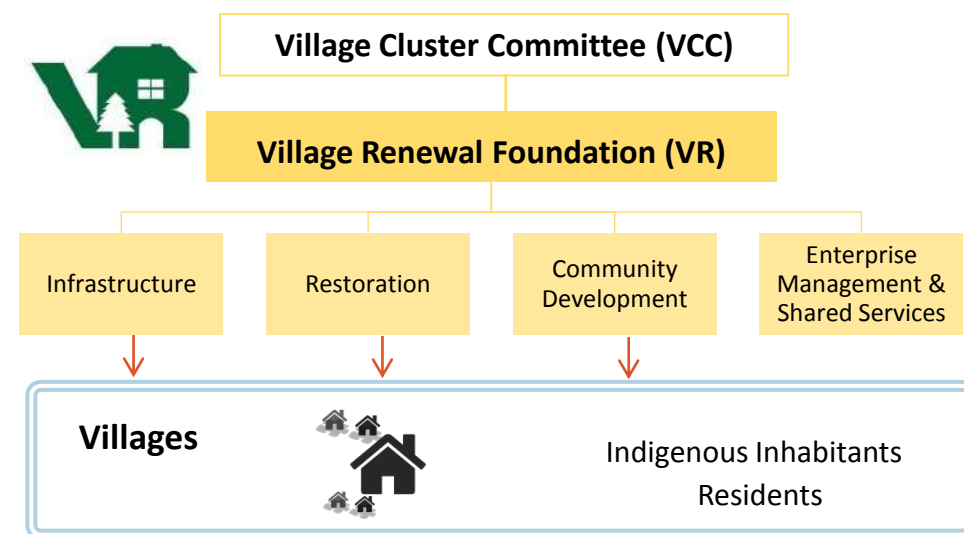 Village Cluster Committee (VCC)
VR
Village Renewal Foundation (VR)
Infrastructure
Restoration
Community
Development
Enterprise
Management &
Shared Services
Villages
Indigenous Inhabitants
Residents